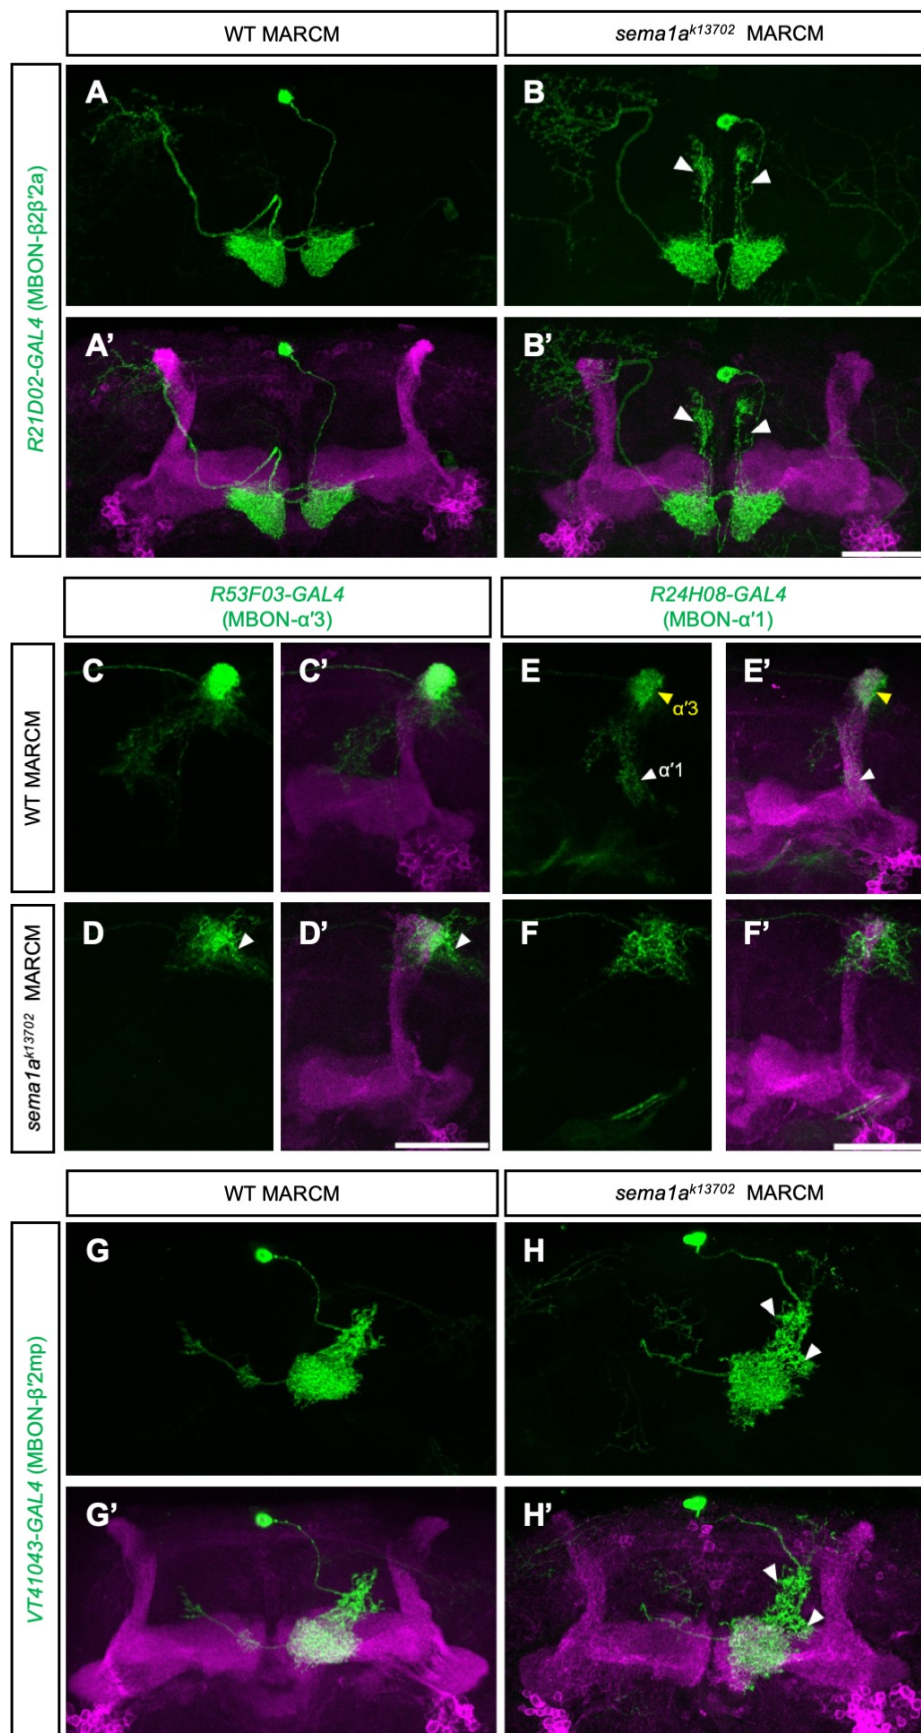 WT MARCM
sema1a^k13702 MARCM
R21D02-GAL4 (MBON-β2β′2a)
A
B
A’
B’
R53F03-GAL4
(MBON-α′3)
R24H08-GAL4
(MBON-α′1)
WT MARCM
C
C’
E
α′3
α′1
E’
sema1a^k13702 MARCM
D
D’
F
F’
WT MARCM
sema1a^k13702 MARCM
VT41043-GAL4 (MBON-β′2mp)
G
H
G’
H’